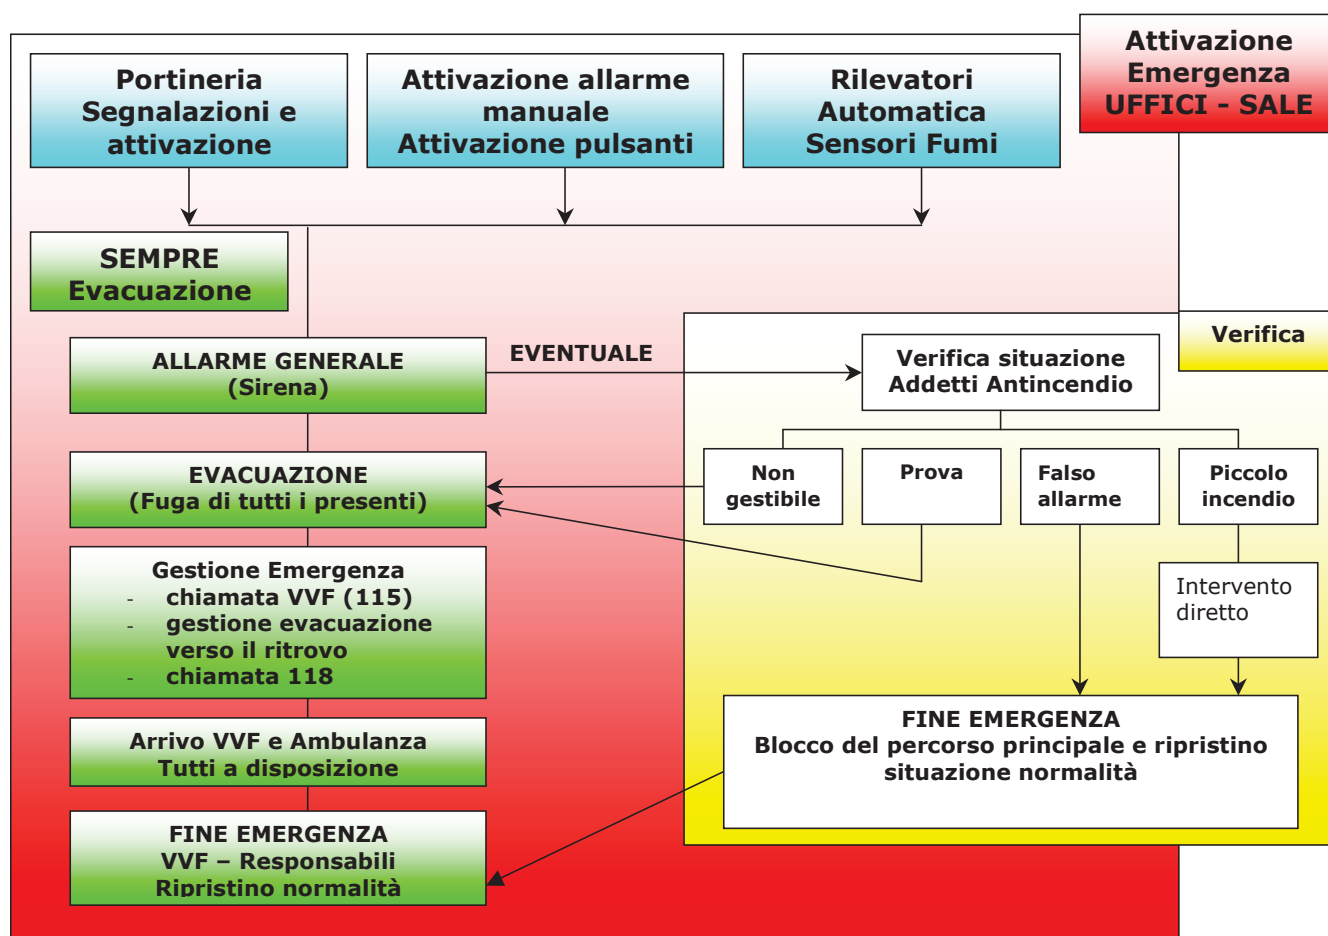 Attivazione
Emergenza
UFFICI - SALE
Portineria
Segnalazioni e
attivazione
Attivazione allarme
manuale
Attivazione pulsanti
Rilevatori
Automatica
Sensori Fumi
SEMPRE
Evacuazione
ALLARME GENERALE
(Sirena)
EVENTUALE
Verifica
Verifica situazione
Addetti Antincendio
EVACUAZIONE
(Fuga di tutti i presenti)
Non
gestibile
Prova
Falso
allarme
Piccolo
incendio
Intervento
diretto
Gestione Emergenza
- chiamata VVF (115)
- gestione evacuazione
verso il ritrovo
- chiamata 118
Arrivo VVF e Ambulanza
Tutti a disposizione
FINE EMERGENZA
Blocco del percorso principale e ripristino
situazione normalità
FINE EMERGENZA
VVF – Responsabili
Ripristino normalità